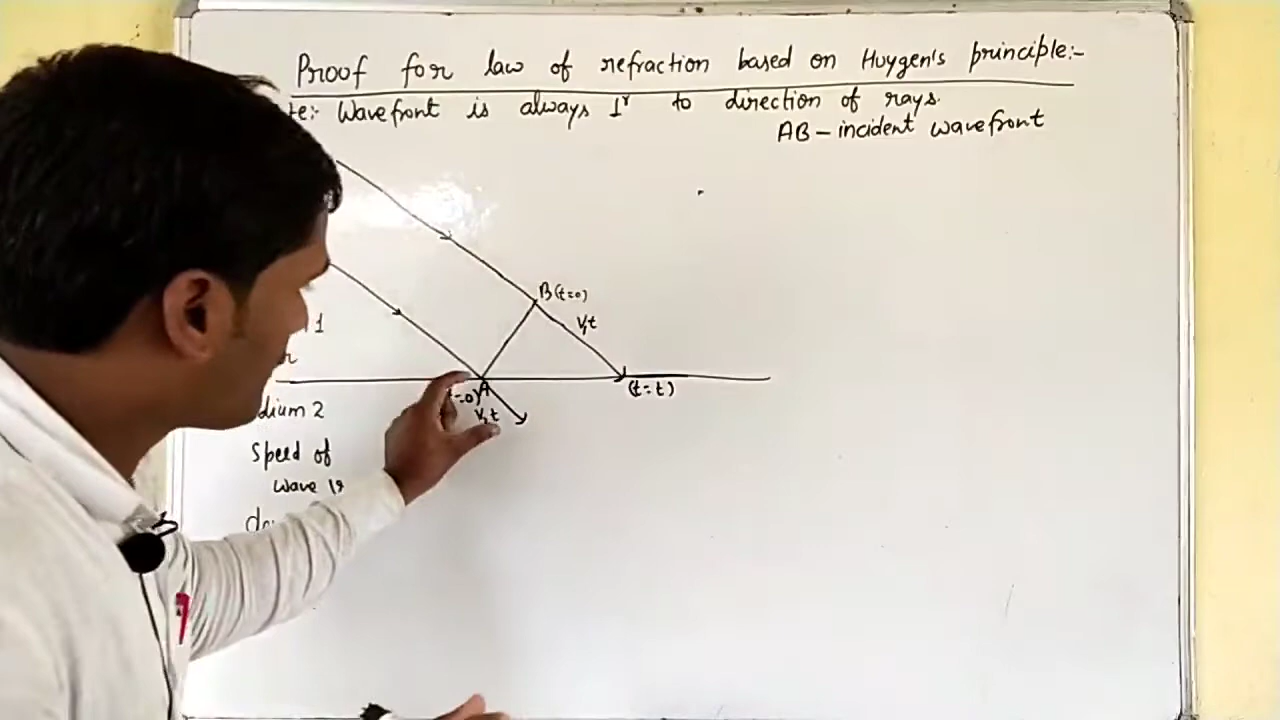 Proof for law of refraction based on Huygen's principle:-
te:- Wavefront is always ⊥r to direction of rays.
AB – incident wavefront
B(t=0)
V₁t
1
r
A
t=0)
(t=t)
V₂t
dium 2
Speed of
wave is